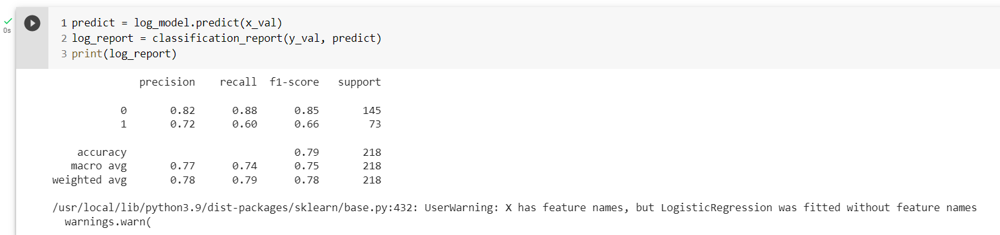 0s
1 predict = log_model.predict(x_val)
2 log_report = classification_report(y_val, predict)
3 print(log_report)
precision recall f1-score support
0 0.82 0.88 0.85 145
1 0.72 0.60 0.66 73
accuracy 0.79 218
macro avg 0.77 0.74 0.75 218
weighted avg 0.78 0.79 0.78 218
/usr/local/lib/python3.9/dist-packages/sklearn/base.py:432: UserWarning: X has feature names, but LogisticRegression was fitted without feature names
warnings.warn(